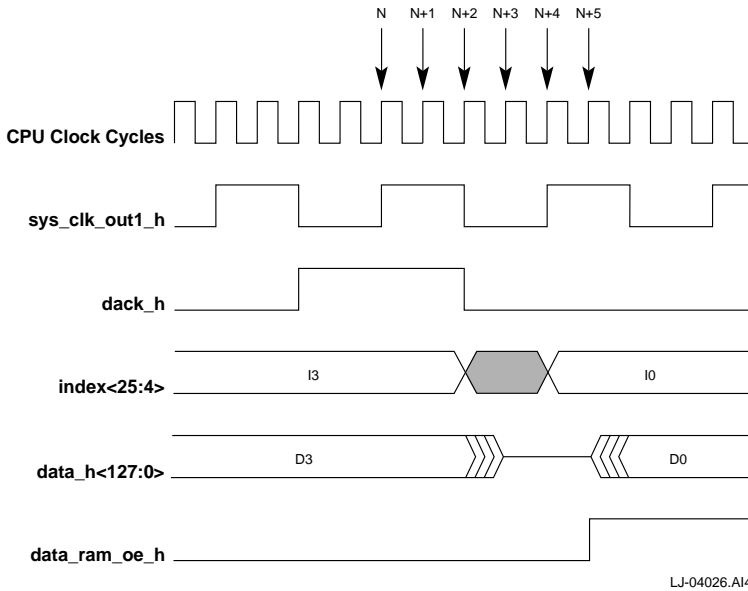 N N+1 N+2 N+3 N+4 N+5
CPU Clock Cycles
sys_clk_out1_h
dack_h
index<25:4> I3 I0
data_h<127:0> D3 D0
data_ram_oe_h
LJ-04026.AI4